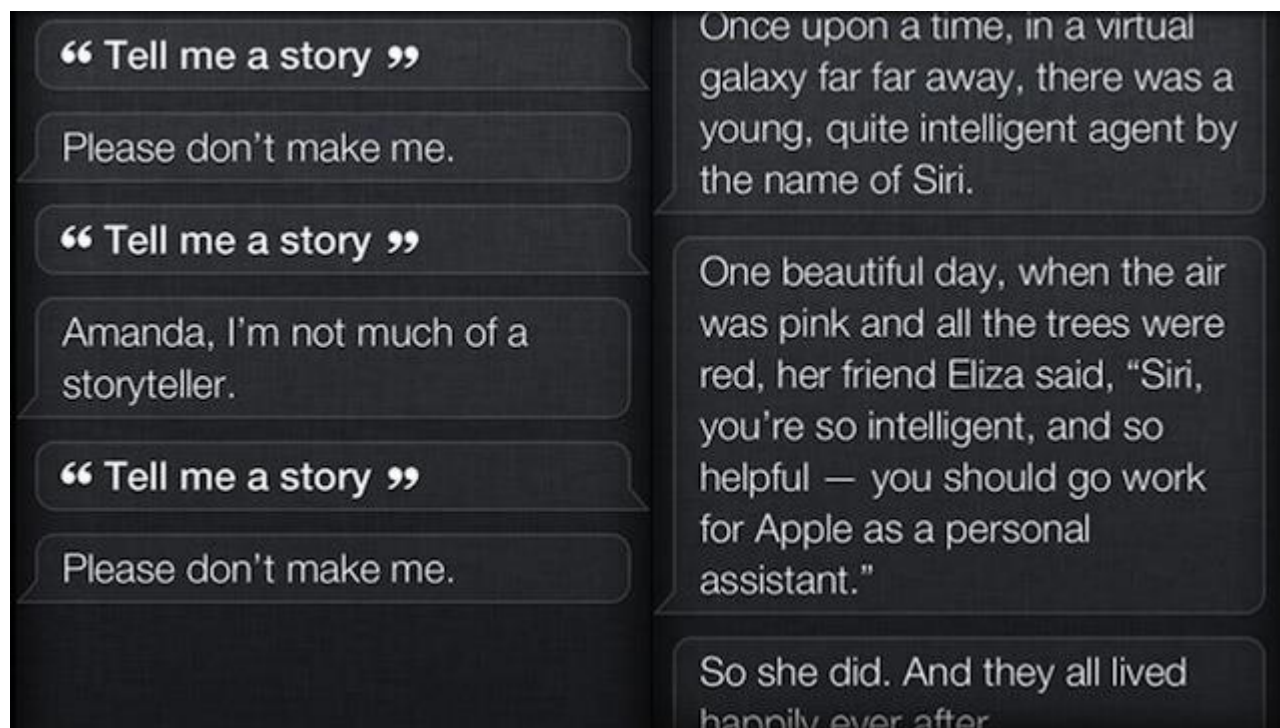 “ Tell me a story ”
Please don’t make me.
“ Tell me a story ”
Amanda, I’m not much of a
storyteller.
“ Tell me a story ”
Please don’t make me.
Once upon a time, in a virtual
galaxy far far away, there was a
young, quite intelligent agent by
the name of Siri.
One beautiful day, when the air
was pink and all the trees were
red, her friend Eliza said, “Siri,
you’re so intelligent, and so
helpful — you should go work
for Apple as a personal
assistant.”
So she did. And they all lived
happily ever after